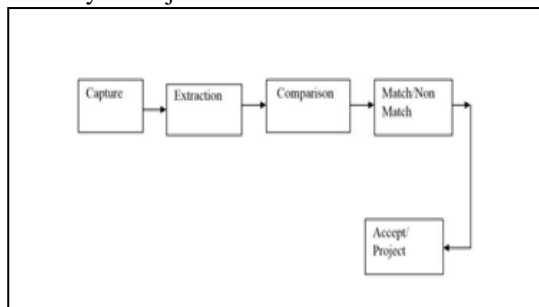 Capture
Extraction
Comparison
Match/Non
Match
Accept/
Project